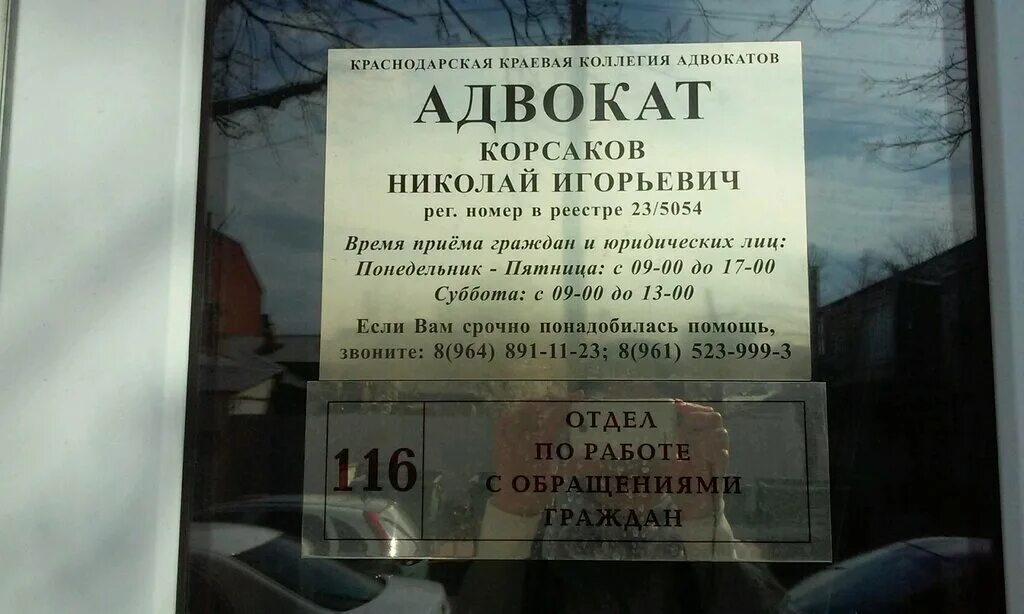 КРАСНОДАРСКАЯ КРАЕВАЯ КОЛЛЕГИЯ АДВОКАТОВ
АДВОКАТ
КОРСАКОВ
НИКОЛАЙ ИГОРЬЕВИЧ
рег. номер в реестре 23/5054
Время приёма граждан и юридических лиц:
Понедельник - Пятница: с 09-00 до 17-00
Суббота: с 09-00 до 13-00
Если Вам срочно понадобилась помощь,
звоните: 8(964) 891-11-23; 8(961) 523-999-3
116
ОТДЕЛ
ПО РАБОТЕ
С ОБРАЩЕНИЯМИ
ГРАЖДАН